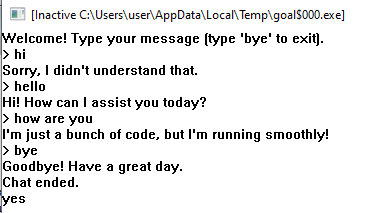 [Inactive C:\Users\user\AppData\Local\Temp\goal$000.exe]
Welcome! Type your message (type 'bye' to exit).
> hi
Sorry, I didn't understand that.
> hello
Hi! How can I assist you today?
> how are you
I'm just a bunch of code, but I'm running smoothly!
> bye
Goodbye! Have a great day.
Chat ended.
yes